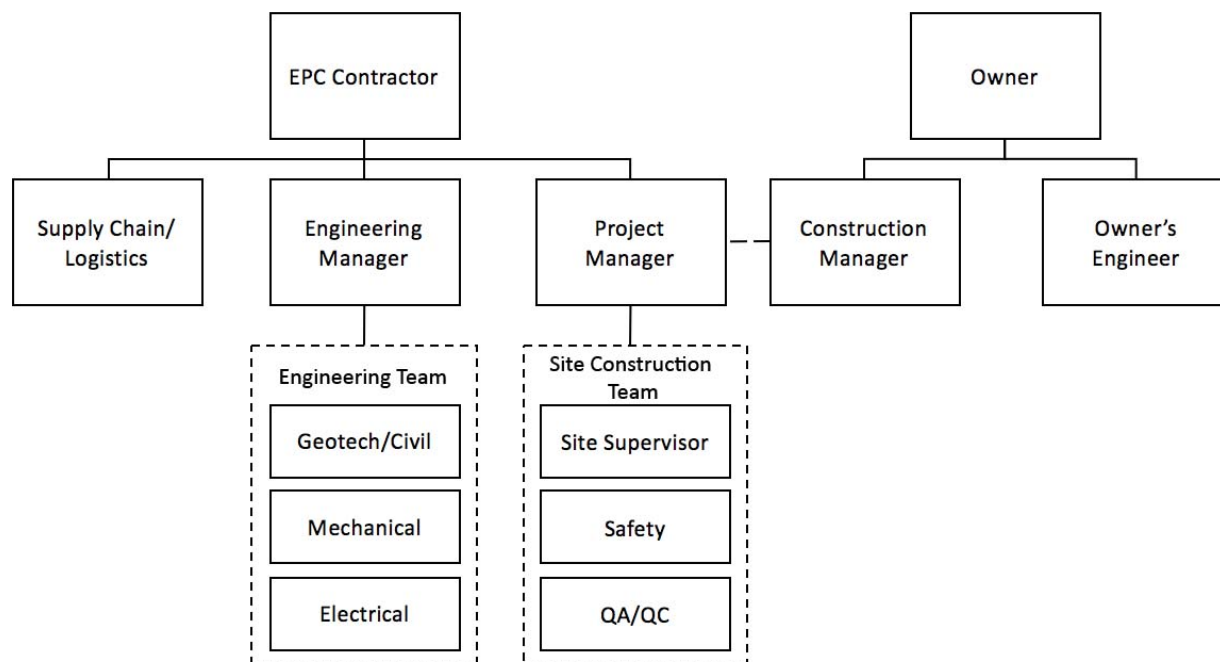 EPC Contractor
Owner
Supply Chain/
Logistics
Engineering
Manager
Project
Manager
Construction
Manager
Owner’s
Engineer
Engineering Team
Geotech/Civil
Mechanical
Electrical
Site Construction
Team
Site Supervisor
Safety
QA/QC